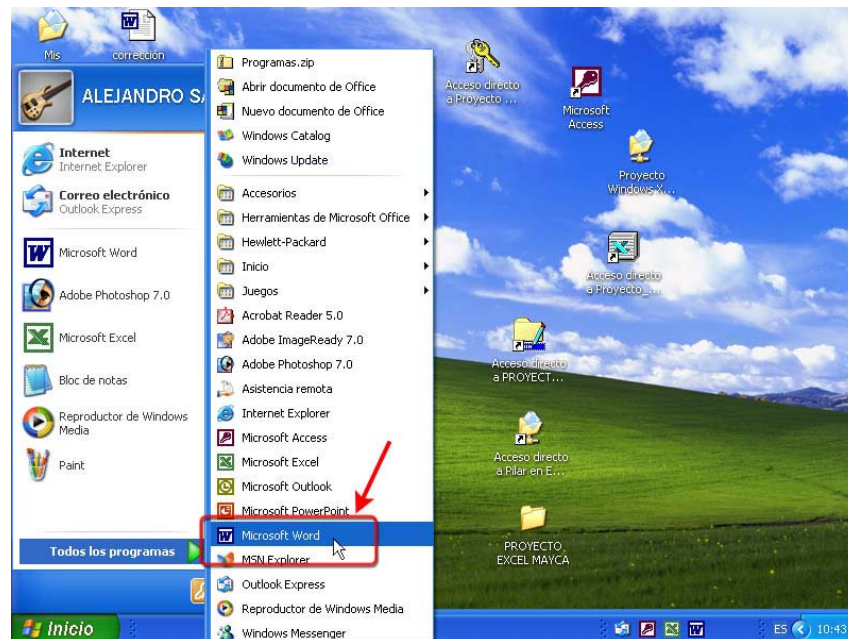 Mis
corrección
ALEJANDRO SA
Internet
Internet Explorer
Correo electrónico
Outlook Express
Microsoft Word
Adobe Photoshop 7.0
Microsoft Excel
Bloc de notas
Reproductor de Windows
Media
Paint
Todos los programas
Inicio
Programas.zip
Abrir documento de Office
Nuevo documento de Office
Windows Catalog
Windows Update
Accesorios
Herramientas de Microsoft Office
Hewlett-Packard
Inicio
Juegos
Acrobat Reader 5.0
Adobe ImageReady 7.0
Adobe Photoshop 7.0
Asistencia remota
Internet Explorer
Microsoft Access
Microsoft Excel
Microsoft Outlook
Microsoft PowerPoint
Microsoft Word
MSN Explorer
Outlook Express
Reproductor de Windows Media
Windows Messenger
Acceso directo
a Proyecto ...
Microsoft
Access
Proyecto
Windows X...
Acceso directo
a Proyecto_...
Acceso directo
a PROYECT...
Acceso directo
a Pilar en E...
PROYECTO
EXCEL MAYCA
ES
10:43